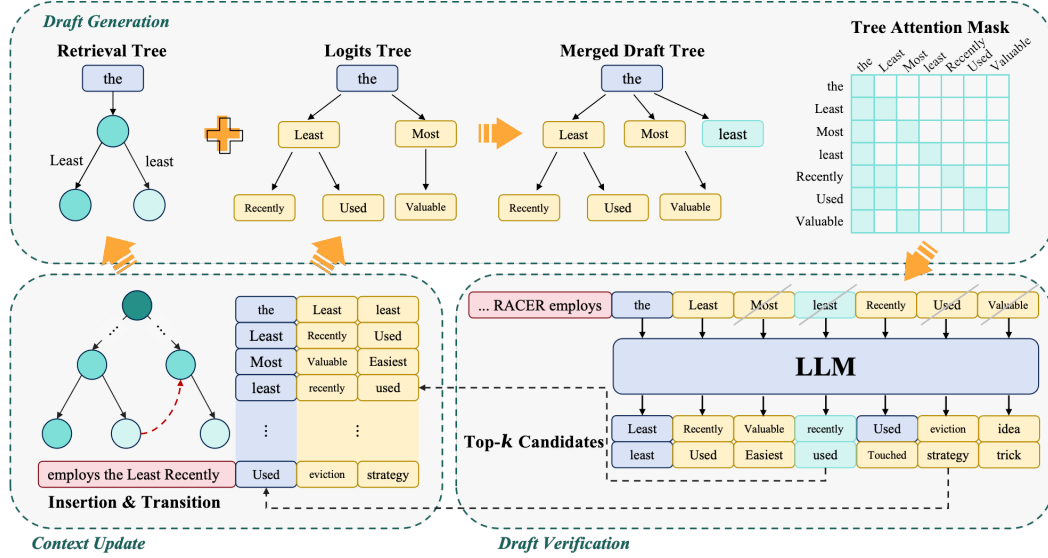 Draft Generation
Retrieval Tree
Logits Tree
Merged Draft Tree
Tree Attention Mask
the
Least
least
the
Least
Most
Recently
Used
Valuable
the
Least
Most
least
Recently
Used
Valuable
the Least Most least Recently Used Valuable
the
Least
Most
least
Recently
Used
Valuable
the Least least
Least Recently Used
Most Valuable Easiest
least recently used
⋮ ⋮
employs the Least Recently Used eviction strategy
Insertion & Transition
Context Update
... RACER employs the Least Most least Recently Used Valuable
LLM
Top-k Candidates
Least Recently Valuable recently Used eviction idea
least Used Easiest used Touched strategy trick
Draft Verification